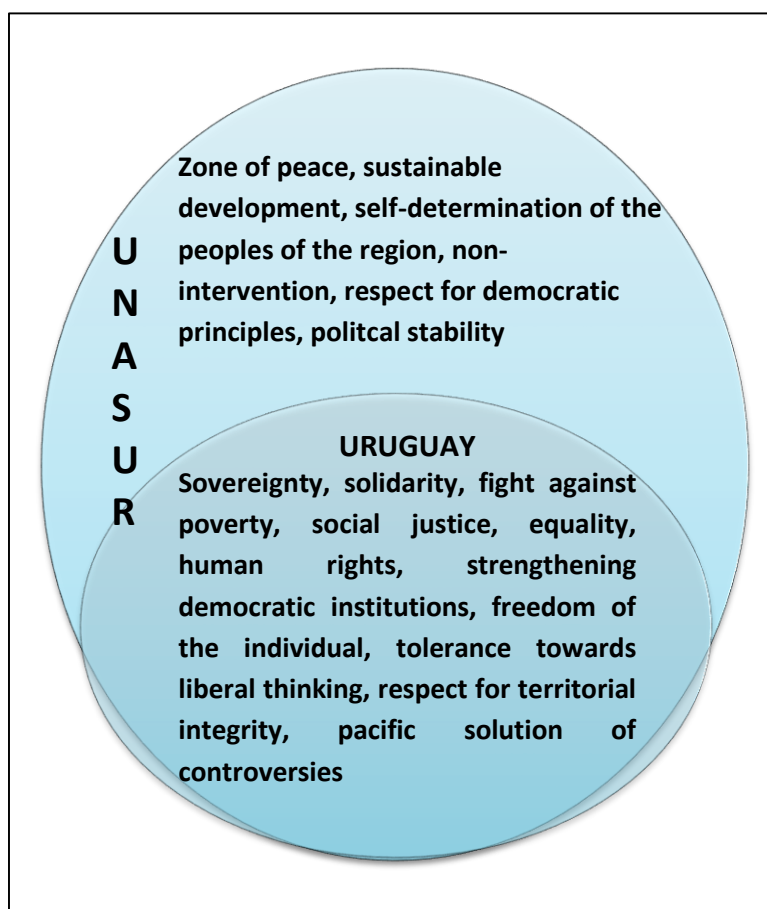 Zone of peace, sustainable
development, self-determination of the
peoples of the region, non-
intervention, respect for democratic
principles, politcal stability
U
N
A
S
U
R
URUGUAY
Sovereignty, solidarity, fight against
poverty, social justice, equality,
human rights, strengthening
democratic institutions, freedom of
the individual, tolerance towards
liberal thinking, respect for territorial
integrity, pacific solution of
controversies